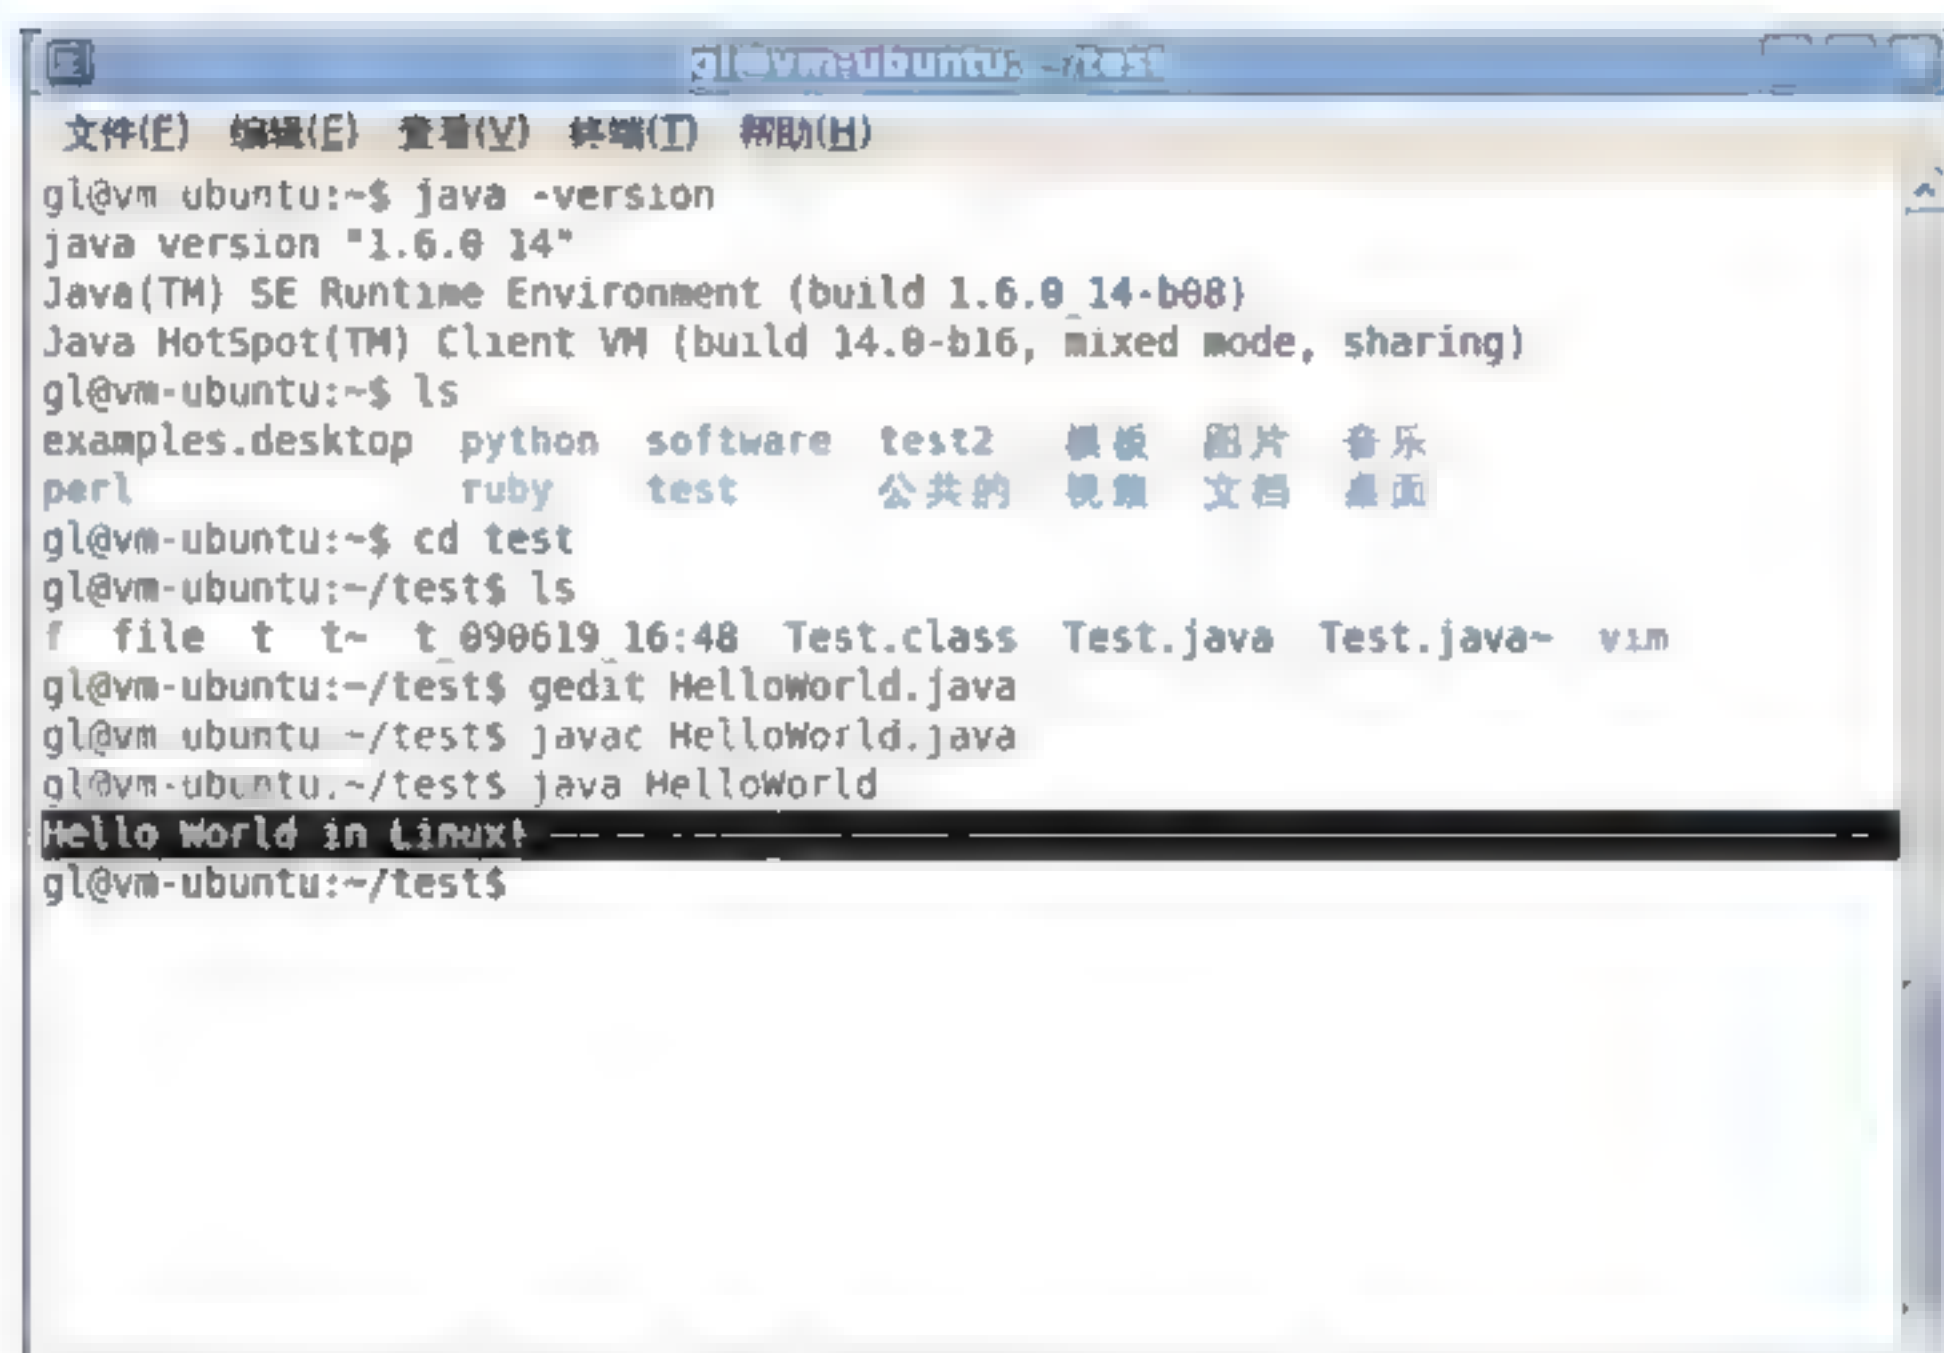 gl@vm-ubuntu: ~/test
文件(F) 编辑(E) 查看(V) 终端(T) 帮助(H)
gl@vm-ubuntu:~$ java -version
java version "1.6.0_14"
Java(TM) SE Runtime Environment (build 1.6.0_14-b08)
Java HotSpot(TM) Client VM (build 14.0-b16, mixed mode, sharing)
gl@vm-ubuntu:~$ ls
examples.desktop python software test2 模板 图片 音乐
perl ruby test 公共的 视频 文档 桌面
gl@vm-ubuntu:~$ cd test
gl@vm-ubuntu:~/test$ ls
f file t t~ t_090619_16:48 Test.class Test.java Test.java~ vim
gl@vm-ubuntu:~/test$ gedit HelloWorld.java
gl@vm-ubuntu:~/test$ javac HelloWorld.java
gl@vm-ubuntu:~/test$ java HelloWorld
Hello World in Linux!
gl@vm-ubuntu:~/test$